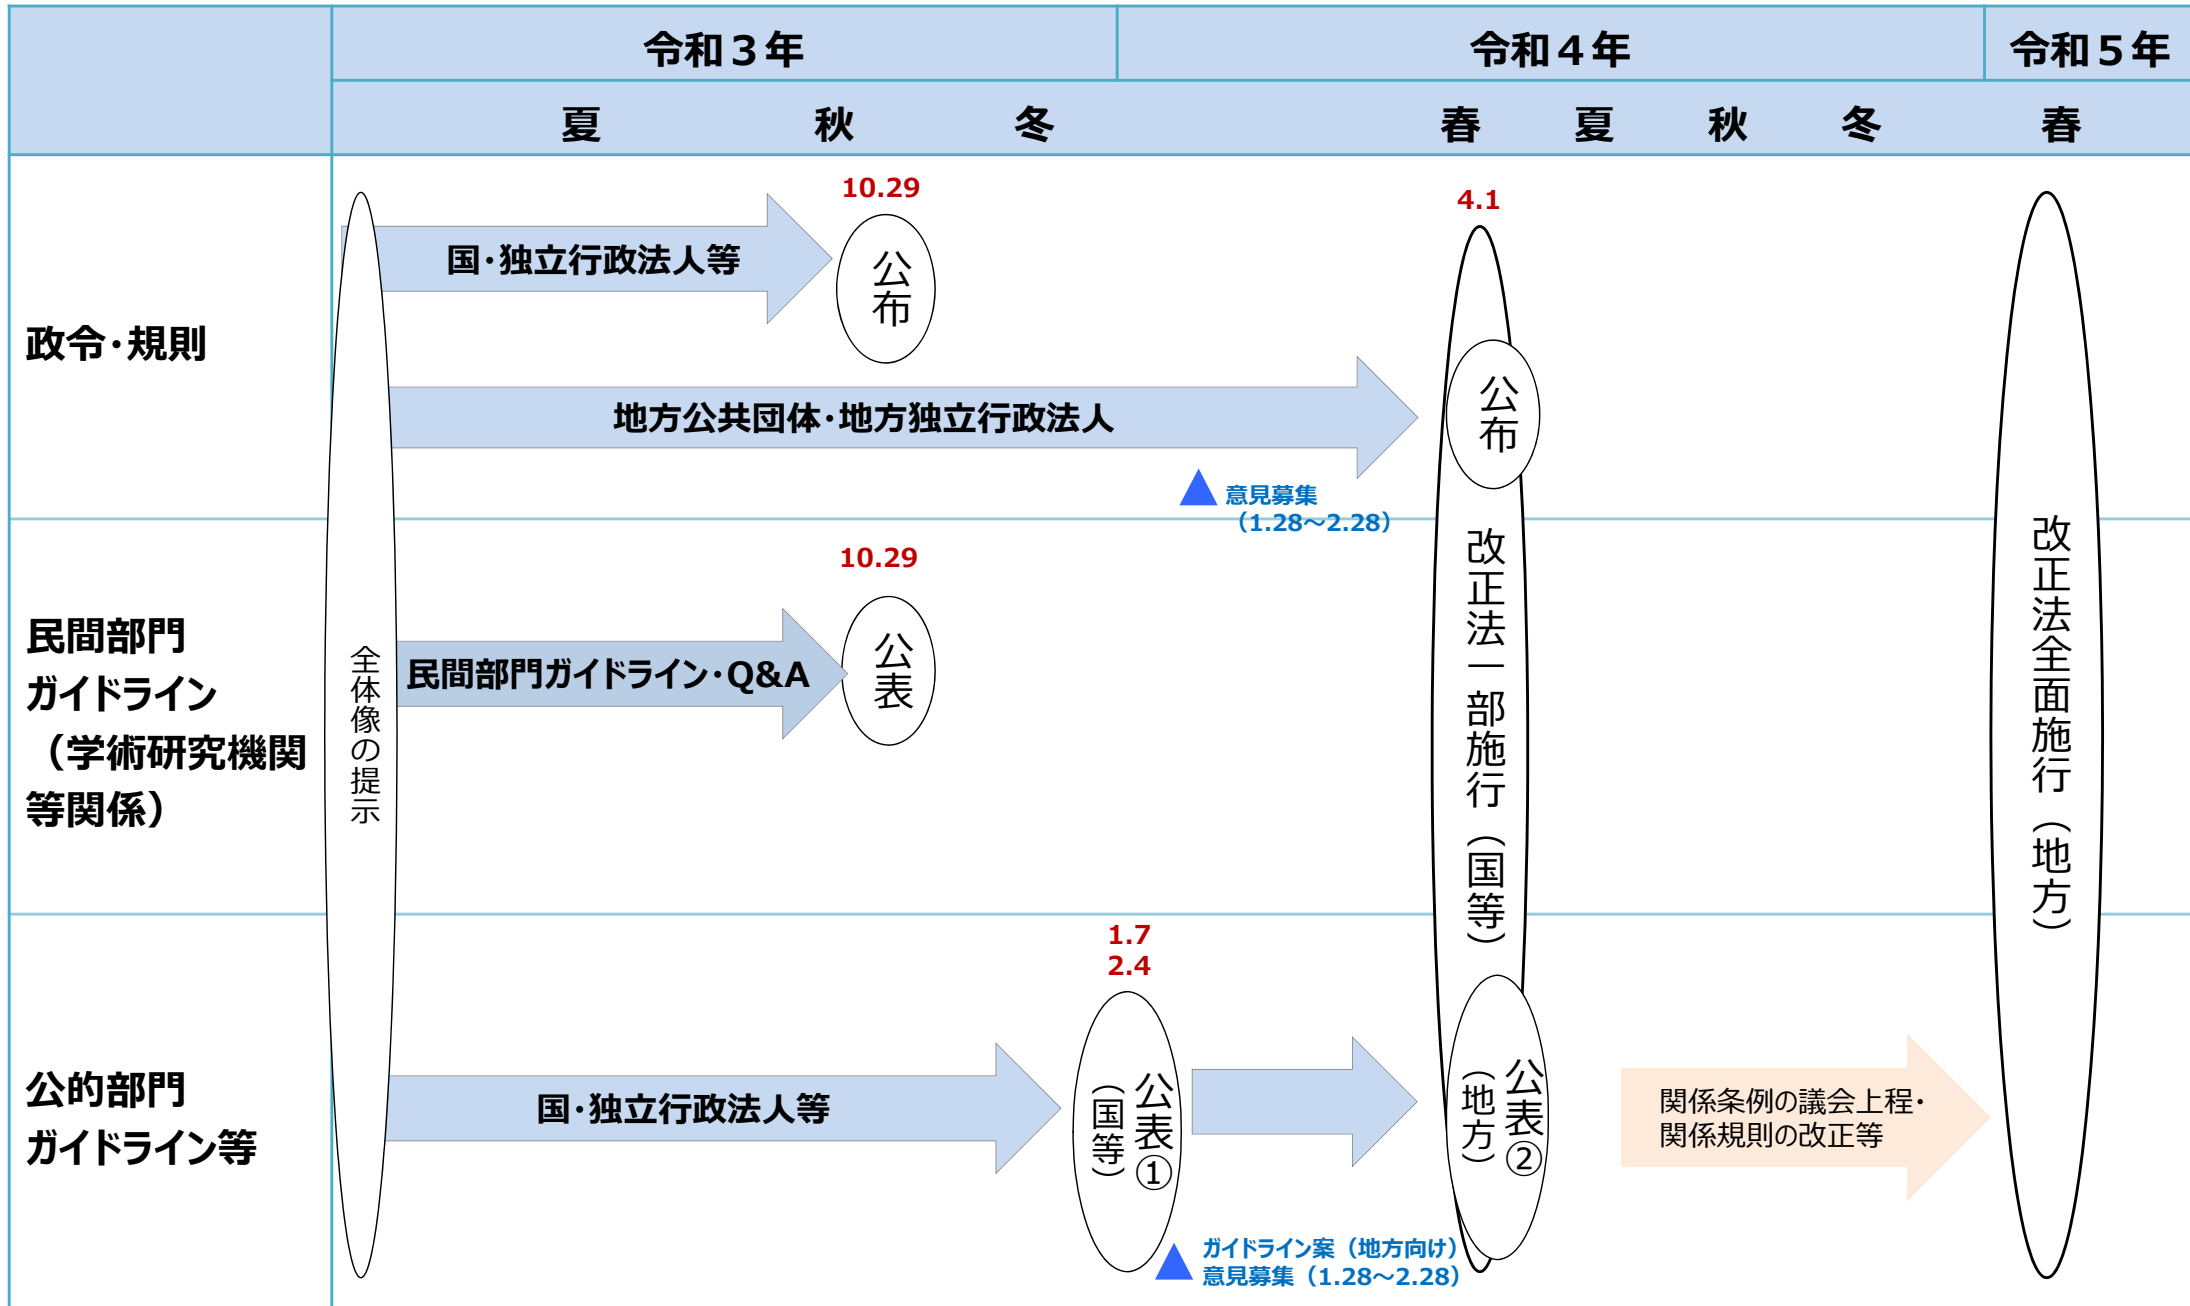 令和３年
令和４年
令和５年
夏
秋
冬
春
夏
秋
冬
春
政令・規則
全体像の提示
国・独立行政法人等
10.29
公布
地方公共団体・地方独立行政法人
意見募集
（1.28～2.28）
4.1
公布
改正法一部施行（国等）
改正法全面施行（地方）
民間部門
ガイドライン
（学術研究機関
等関係）
民間部門ガイドライン・Q&A
10.29
公表
公的部門
ガイドライン等
国・独立行政法人等
1.7
2.4
公表①
（国等）
ガイドライン案（地方向け）
意見募集（1.28～2.28）
公表②
（地方）
関係条例の議会上程・
関係規則の改正等